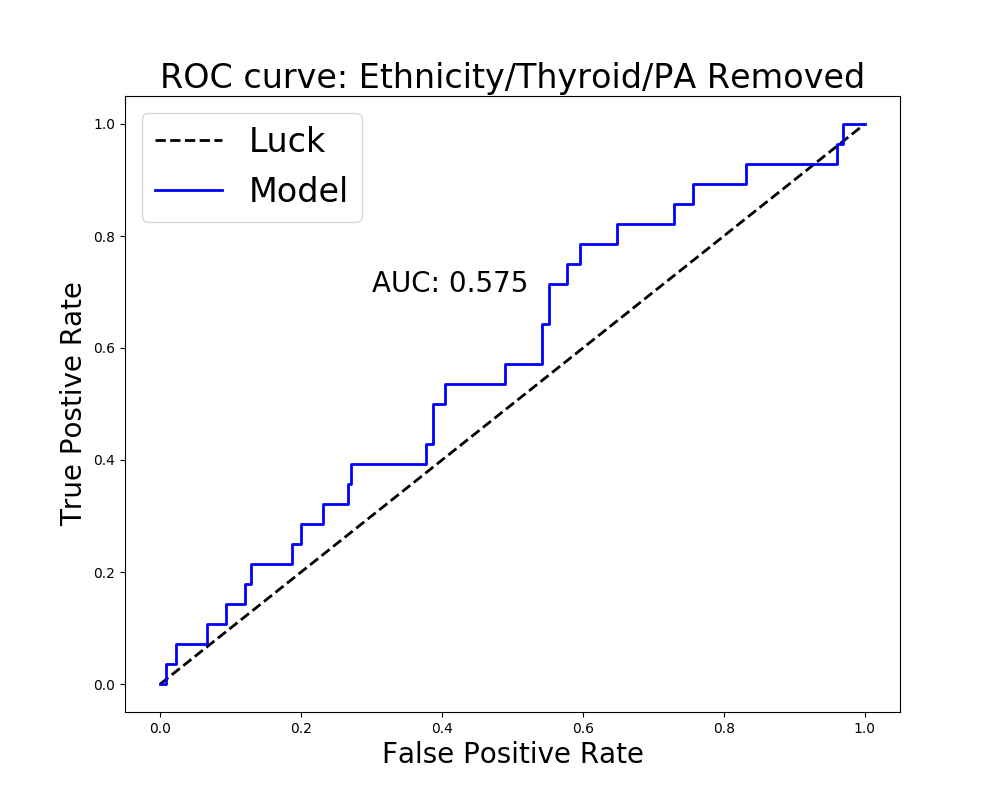 ROC curve: Ethnicity/Thyroid/PA Removed
Luck
Model
AUC: 0.575
True Postive Rate
1.0
0.8
0.6
0.4
0.2
0.0
0.0 0.2 0.4 0.6 0.8 1.0
False Positive Rate